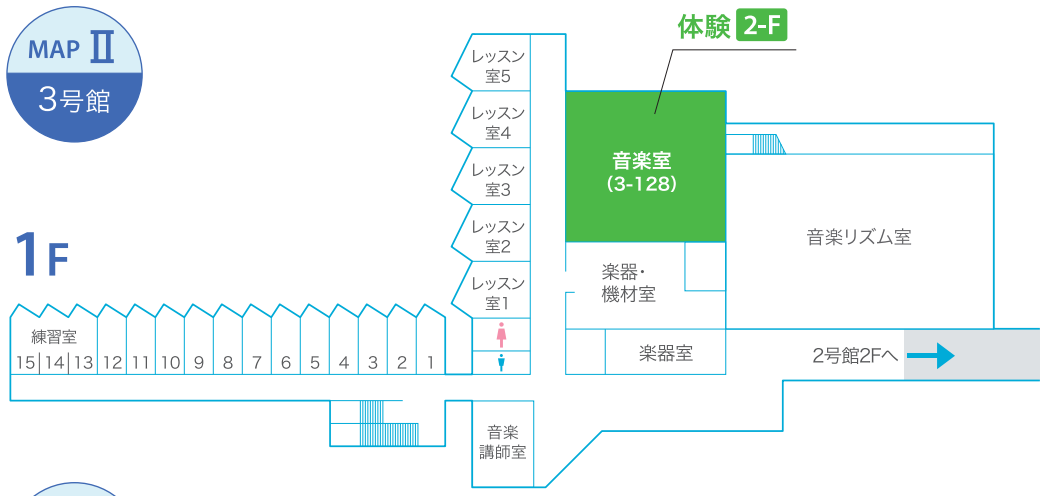 MAP Ⅱ
3号館
1F
体験 2-F
レッスン
室5
レッスン
室4
レッスン
室3
レッスン
室2
レッスン
室1
音楽室
(3-128)
音楽リズム室
楽器・
機材室
楽器室
2号館2Fへ
練習室
15 14 13 12 11 10 9 8 7 6 5 4 3 2 1
音楽
講師室